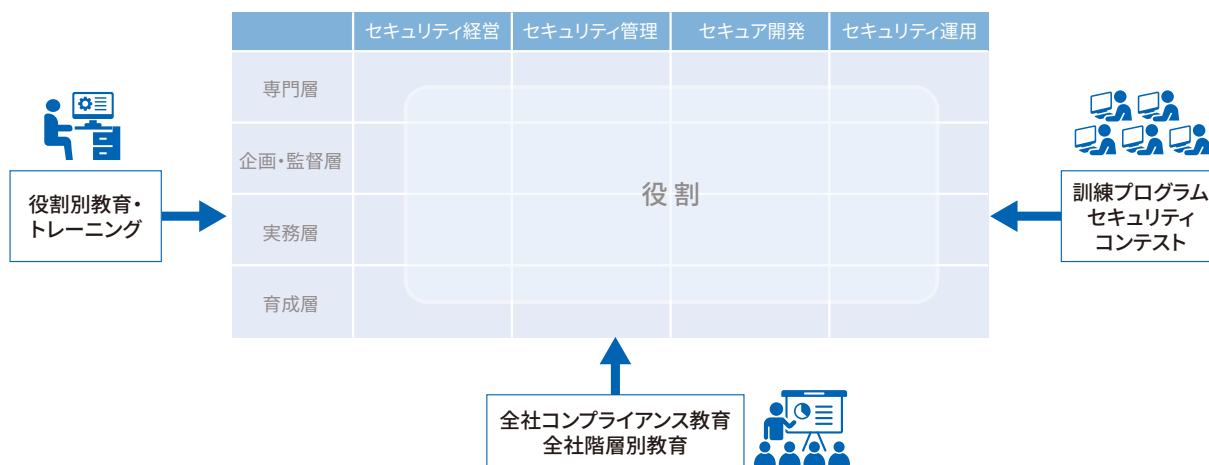 セキュリティ経営 セキュリティ管理 セキュア開発 セキュリティ運用
専門層
企画・監督層
役割
実務層
育成層
役割別教育・
トレーニング
訓練プログラム
セキュリティ
コンテスト
全社コンプライアンス教育
全社階層別教育